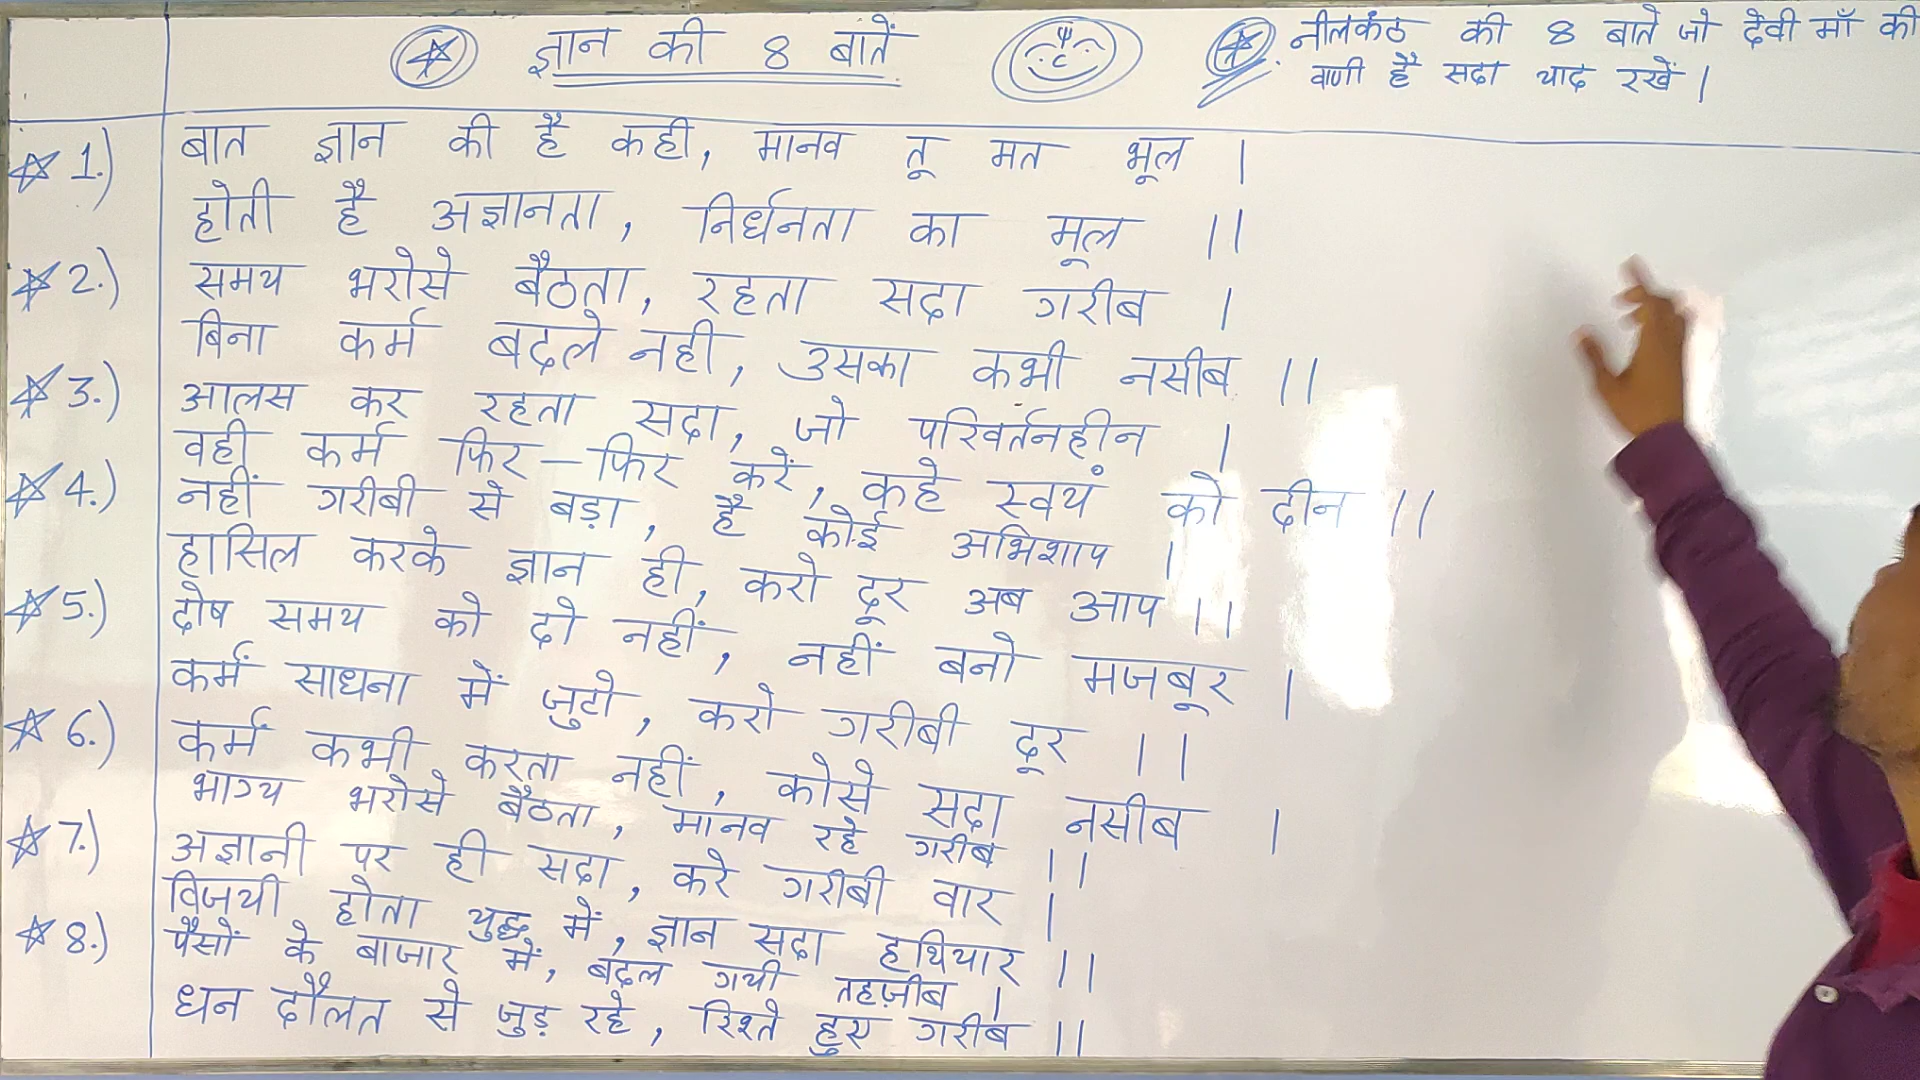 ज्ञान की 8 बातें
नीलकंठ की 8 बाते जो देवी माँ की
वाणी है सदा याद रखें।
1.) बात ज्ञान की है कही, मानव तू मत भूल।
होती है अज्ञानता, निर्धनता का मूल ॥
2.) समय भरोसे बैठता, रहता सदा गरीब।
बिना कर्म बदले नही, उसका कभी नसीब ॥
3.) आलस कर रहता सदा, जो परिवर्तनहीन।
वही कर्म फिर-फिर करें, कहे स्वयं को दीन ॥
4.) नहीं गरीबी से बड़ा, है कोई अभिशाप।
हासिल करके ज्ञान ही, करो दूर अब आप ॥
5.) दोष समय को दो नहीं, नहीं बनो मजबूर।
कर्म साधना में जुटो, करो गरीबी दूर ॥
6.) कर्म कभी करता नहीं, कोसे सदा नसीब।
भाग्य भरोसे बैठता, मानव रहे गरीब ॥
7.) अज्ञानी पर ही सदा, करे गरीबी वार।
विजयी होता युद्ध में, ज्ञान सदा हथियार ॥
8.) पैसों के बाजार में, बदल गयी तहज़ीब।
धन दौलत से जुड़ रहे, रिश्ते हुए गरीब ॥